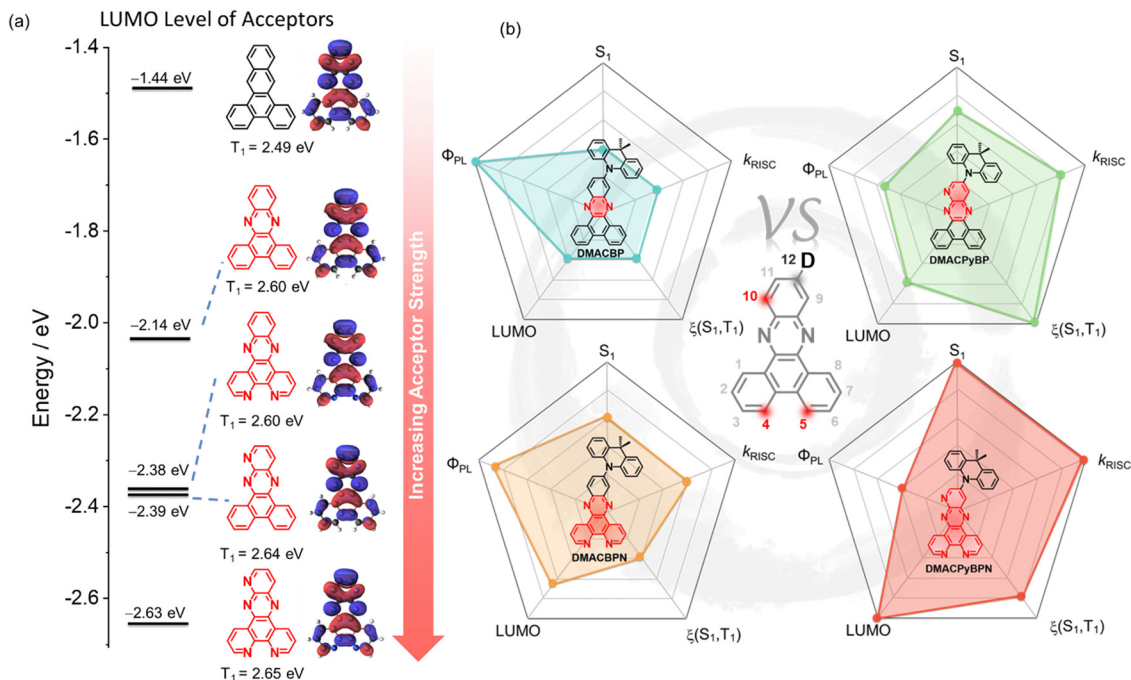 (a)
LUMO Level of Acceptors
Energy / eV
-1.4
-1.6
-1.8
-2.0
-2.2
-2.4
-2.6
−1.44 eV
T1 = 2.49 eV
T1 = 2.60 eV
−2.14 eV
T1 = 2.60 eV
−2.38 eV
−2.39 eV
T1 = 2.64 eV
−2.63 eV
T1 = 2.65 eV
Increasing Acceptor Strength
(b)
S1
ΦPL
kRISC
N
N
N
DMACBP
LUMO
ξ(S1,T1)
S1
ΦPL
kRISC
N
N
N
N
DMACPyBP
LUMO
ξ(S1,T1)
VS
12 D
11
10
9
N
N
1
8
2
7
3
4
5
6
S1
ΦPL
kRISC
N
N
N
N
N
DMACBPN
LUMO
ξ(S1,T1)
S1
ΦPL
kRISC
N
N
N
N
N
N
DMACPyBPN
LUMO
ξ(S1,T1)